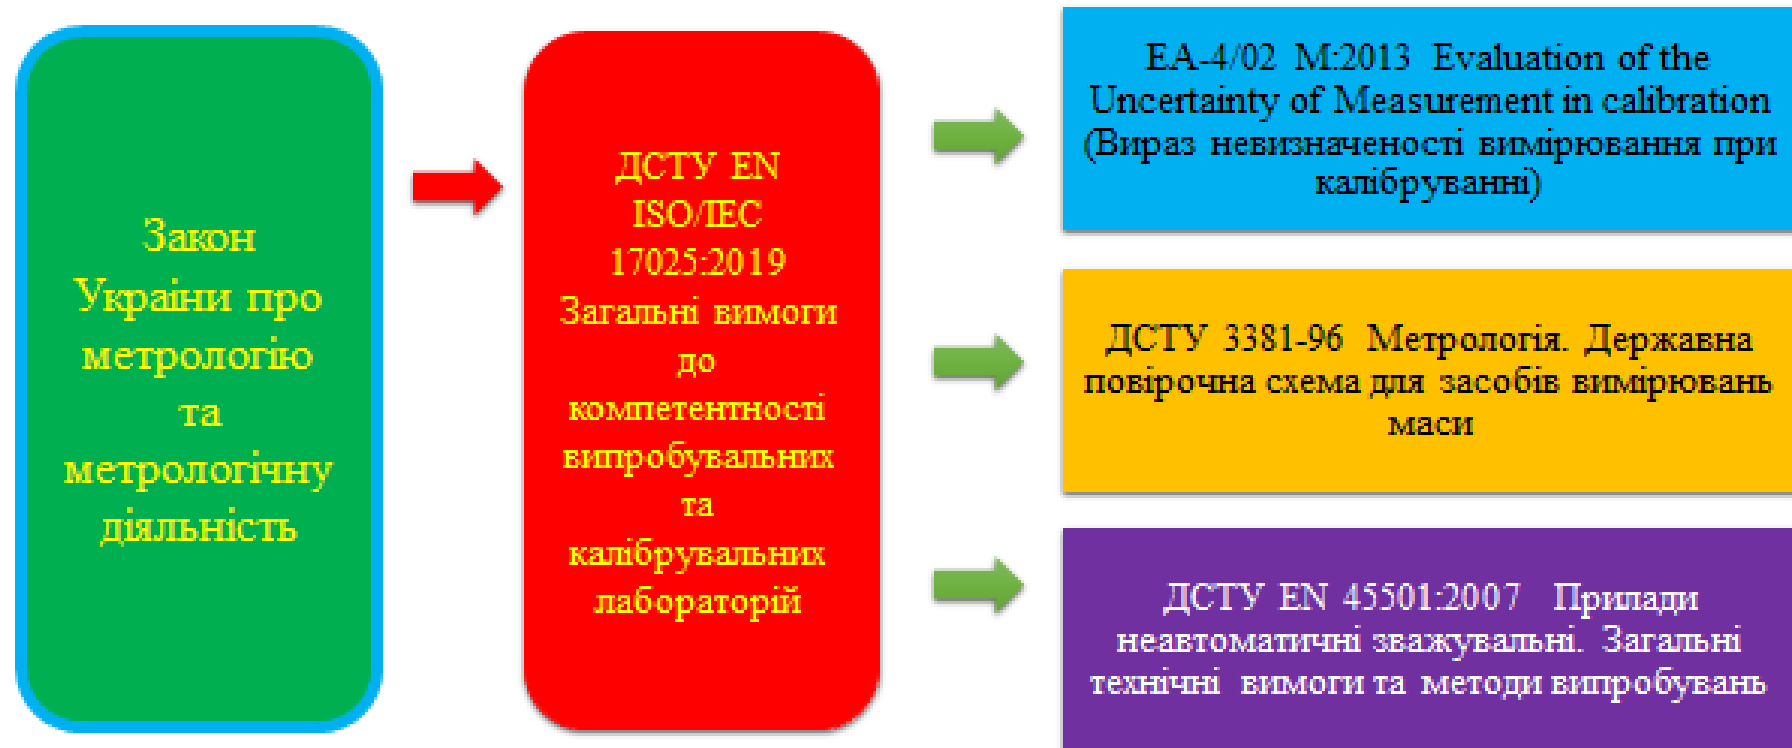 Закон
України про
метрологію
та
метрологічну
діяльність
ДСТУ EN
ISO/IEC
17025:2019
Загальні вимоги
до
компетентності
випробувальних
та
калібрувальних
лабораторій
EA-4/02 M:2013 Evaluation of the
Uncertainty of Measurement in calibration
(Вираз невизначеності вимірювання при
калібруванні)
ДСТУ 3381-96 Метрологія. Державна
повірочна схема для засобів вимірювань
маси
ДСТУ EN 45501:2007 Прилади
неавтоматичні зважувальні. Загальні
технічні вимоги та методи випробувань